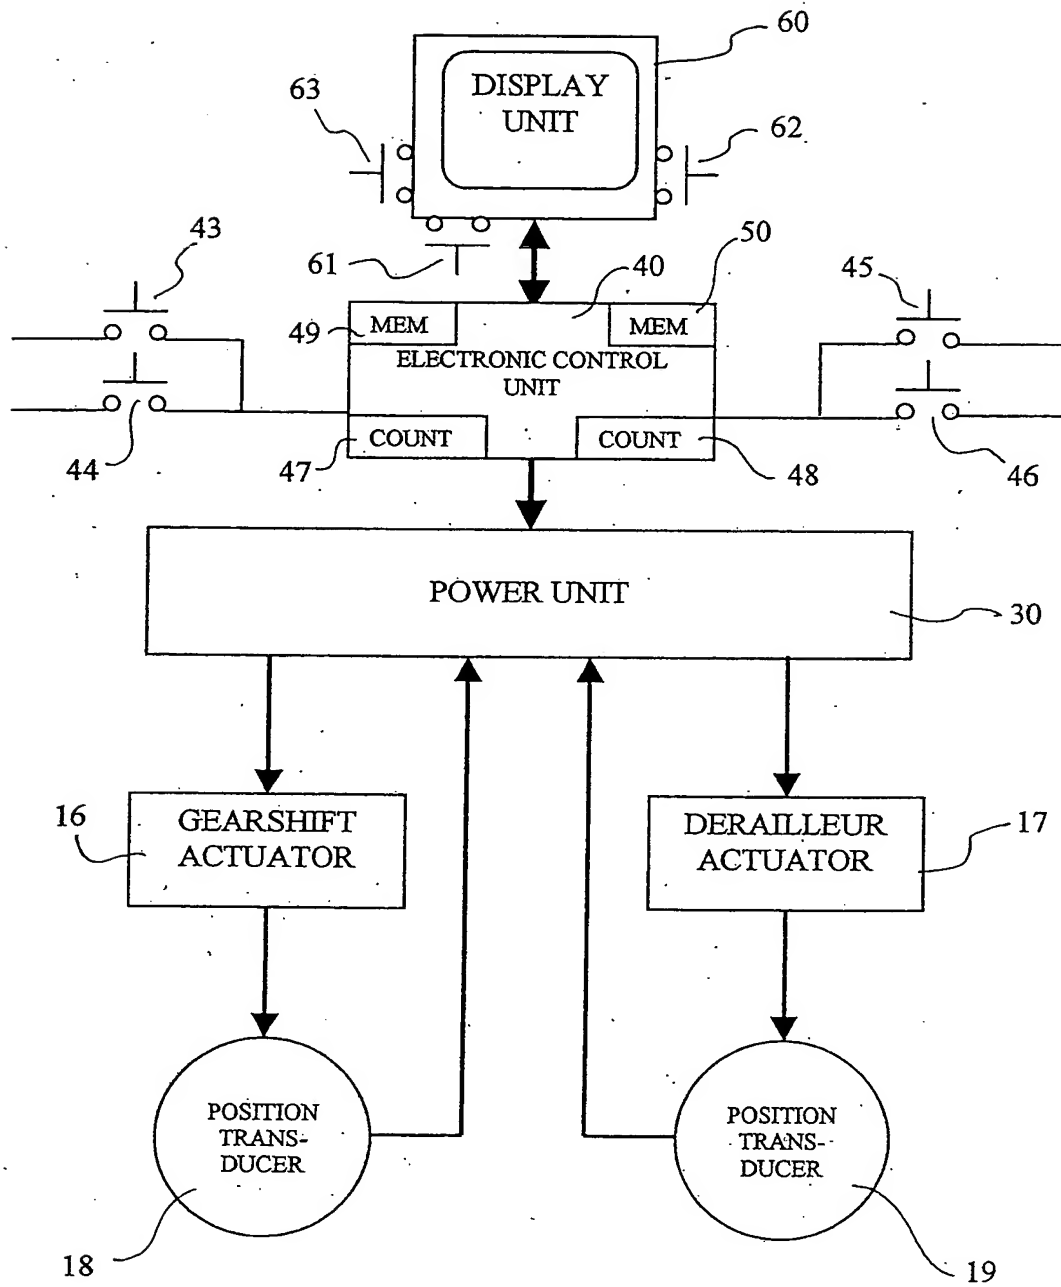 60
DISPLAY
UNIT
63
62
43
61
40
50
45
49
MEM
MEM
ELECTRONIC CONTROL
UNIT
44
47
COUNT
COUNT
48
46
POWER UNIT
30
16
GEARSHIFT
ACTUATOR
DERAILLEUR
ACTUATOR
17
POSITION
TRANS-
DUCER
POSITION
TRANS-
DUCER
18
19